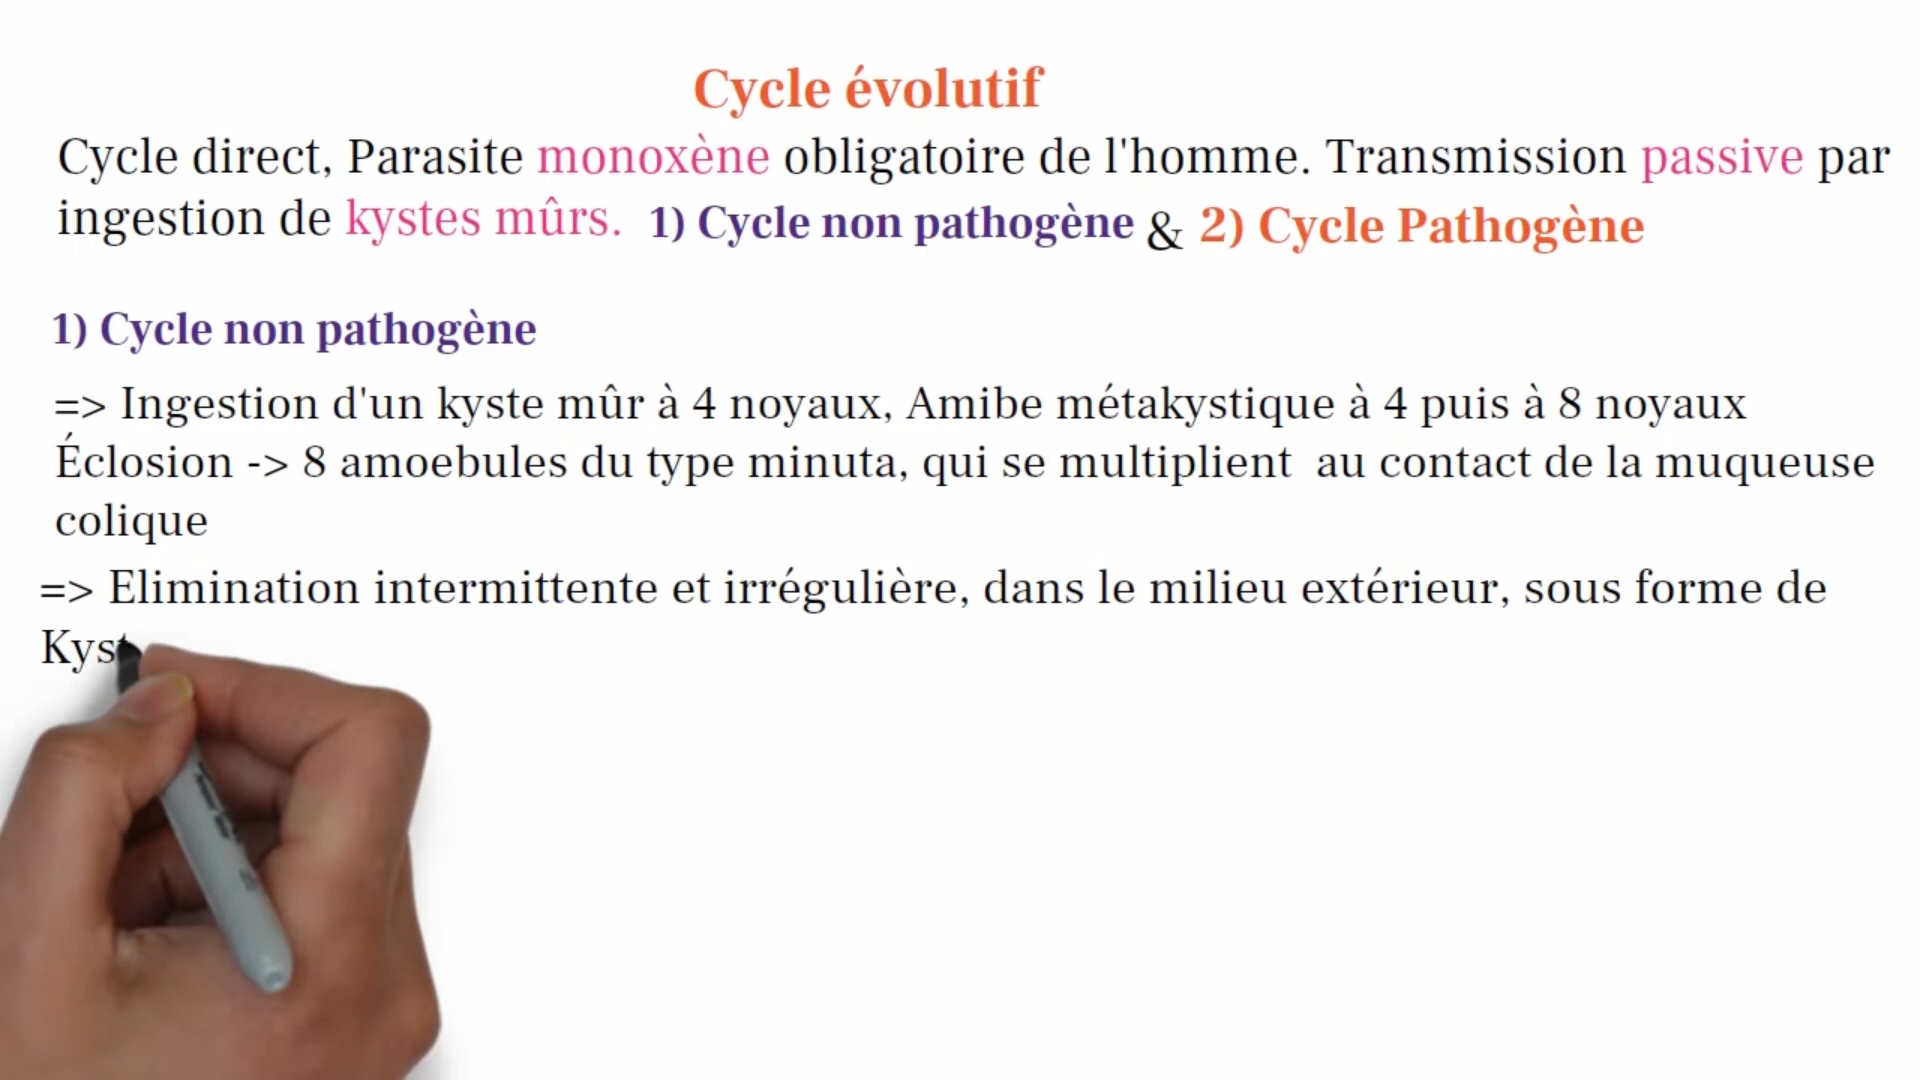 Cycle évolutif
Cycle direct, Parasite monoxène obligatoire de l'homme. Transmission passive par
ingestion de kystes mûrs. 1) Cycle non pathogène & 2) Cycle Pathogène
1) Cycle non pathogène
=> Ingestion d'un kyste mûr à 4 noyaux, Amibe métakystique à 4 puis à 8 noyaux
Éclosion -> 8 amoebules du type minuta, qui se multiplient au contact de la muqueuse
colique
=> Elimination intermittente et irrégulière, dans le milieu extérieur, sous forme de
Kyst